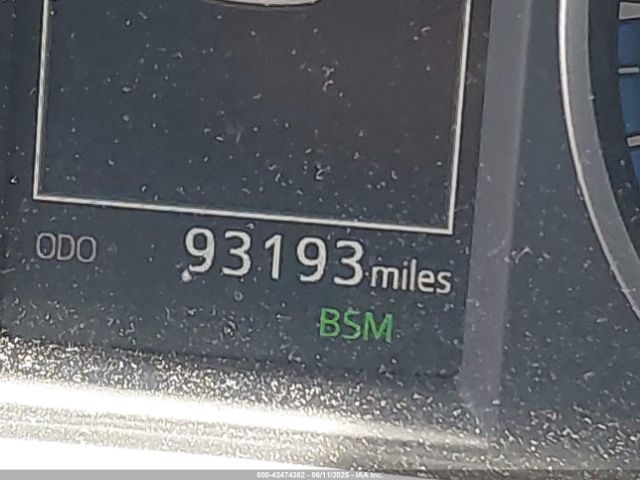 ODO 93193 miles
BSM
000-42474382 - 06/11/2025 - IAA Inc.